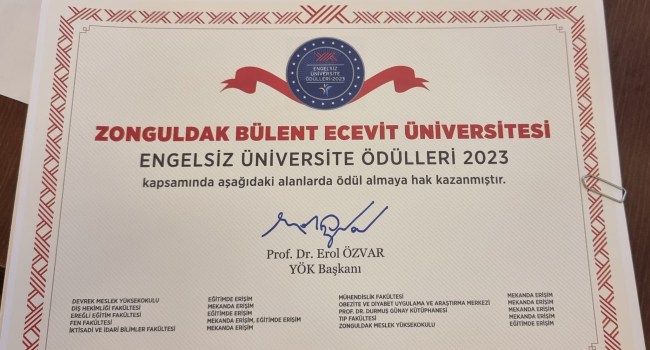 ENGELSİZ
ÜNİVERSİTE
ÖDÜLLERİ-2023
ZONGULDAK BÜLENT ECEVİT ÜNİVERSİTESİ
ENGELSİZ ÜNİVERSİTE ÖDÜLLERİ 2023
kapsamında aşağıdaki alanlarda ödül almaya hak kazanmıştır.
Prof. Dr. Erol ÖZVAR
YÖK Başkanı
DEVREK MESLEK YÜKSEKOKULU EĞİTİMDE ERİŞİM
DİŞ HEKİMLİĞİ FAKÜLTESİ MEKANDA ERİŞİM
EREĞLİ EĞİTİM FAKÜLTESİ EĞİTİMDE ERİŞİM
FEN FAKÜLTESİ MEKANDA ERİŞİM, EĞİTİMDE ERİŞİM
İKTİSADİ VE İDARİ BİLİMLER FAKÜLTESİ MEKANDA ERİŞİM
MÜHENDİSLİK FAKÜLTESİ MEKANDA ERİŞİM
OBEZİTE VE DİYABET UYGULAMA VE ARAŞTIRMA MERKEZİ MEKANDA ERİŞİM
PROF. DR. DURMUŞ GÜNAY KÜTÜPHANESİ MEKANDA ERİŞİM
TIP FAKÜLTESİ MEKANDA ERİŞİM
ZONGULDAK MESLEK YÜKSEKOKULU EĞİTİMDE ERİŞİM